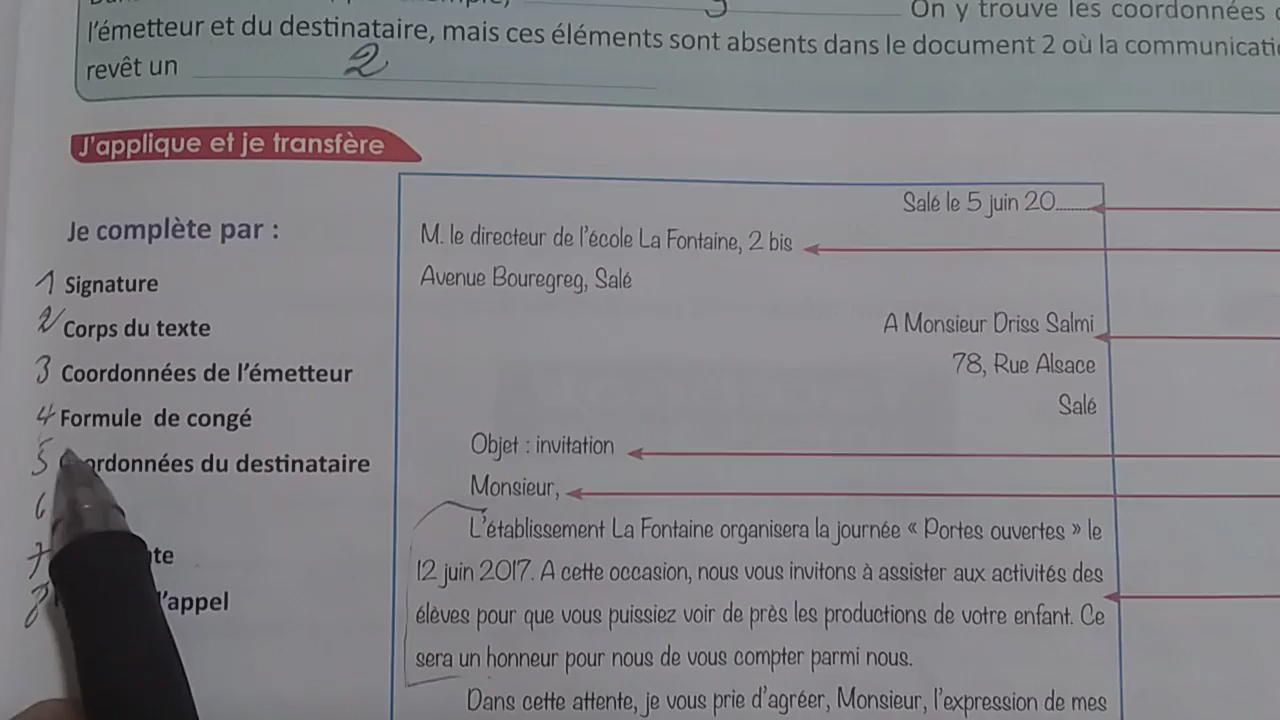 On y trouve les coordonnées
l'émetteur et du destinataire, mais ces éléments sont absents dans le document 2 où la
revêt un 2
J'applique et je transfère
Je complète par :
1 Signature
2 Corps du texte
3 Coordonnées de l'émetteur
4 Formule de congé
5 du destinataire
6
7
8
Salé le 5 juin 20..........
M. le directeur de l'école La Fontaine, 2 bis
Avenue Bouregreg, Salé
A Monsieur Driss Salmi
78, Rue Alsace
Salé
Objet : invitation
Monsieur,
L'établissement La Fontaine organisera la journée « Portes ouvertes » le
12 juin 2017. A cette occasion, nous vous invitons à assister aux activités des
élèves pour que vous puissiez voir de près les productions de votre enfant. Ce
sera un honneur pour nous de vous compter parmi nous.
Dans cette attente, je vous prie d'agréer, Monsieur, l'expression de mes